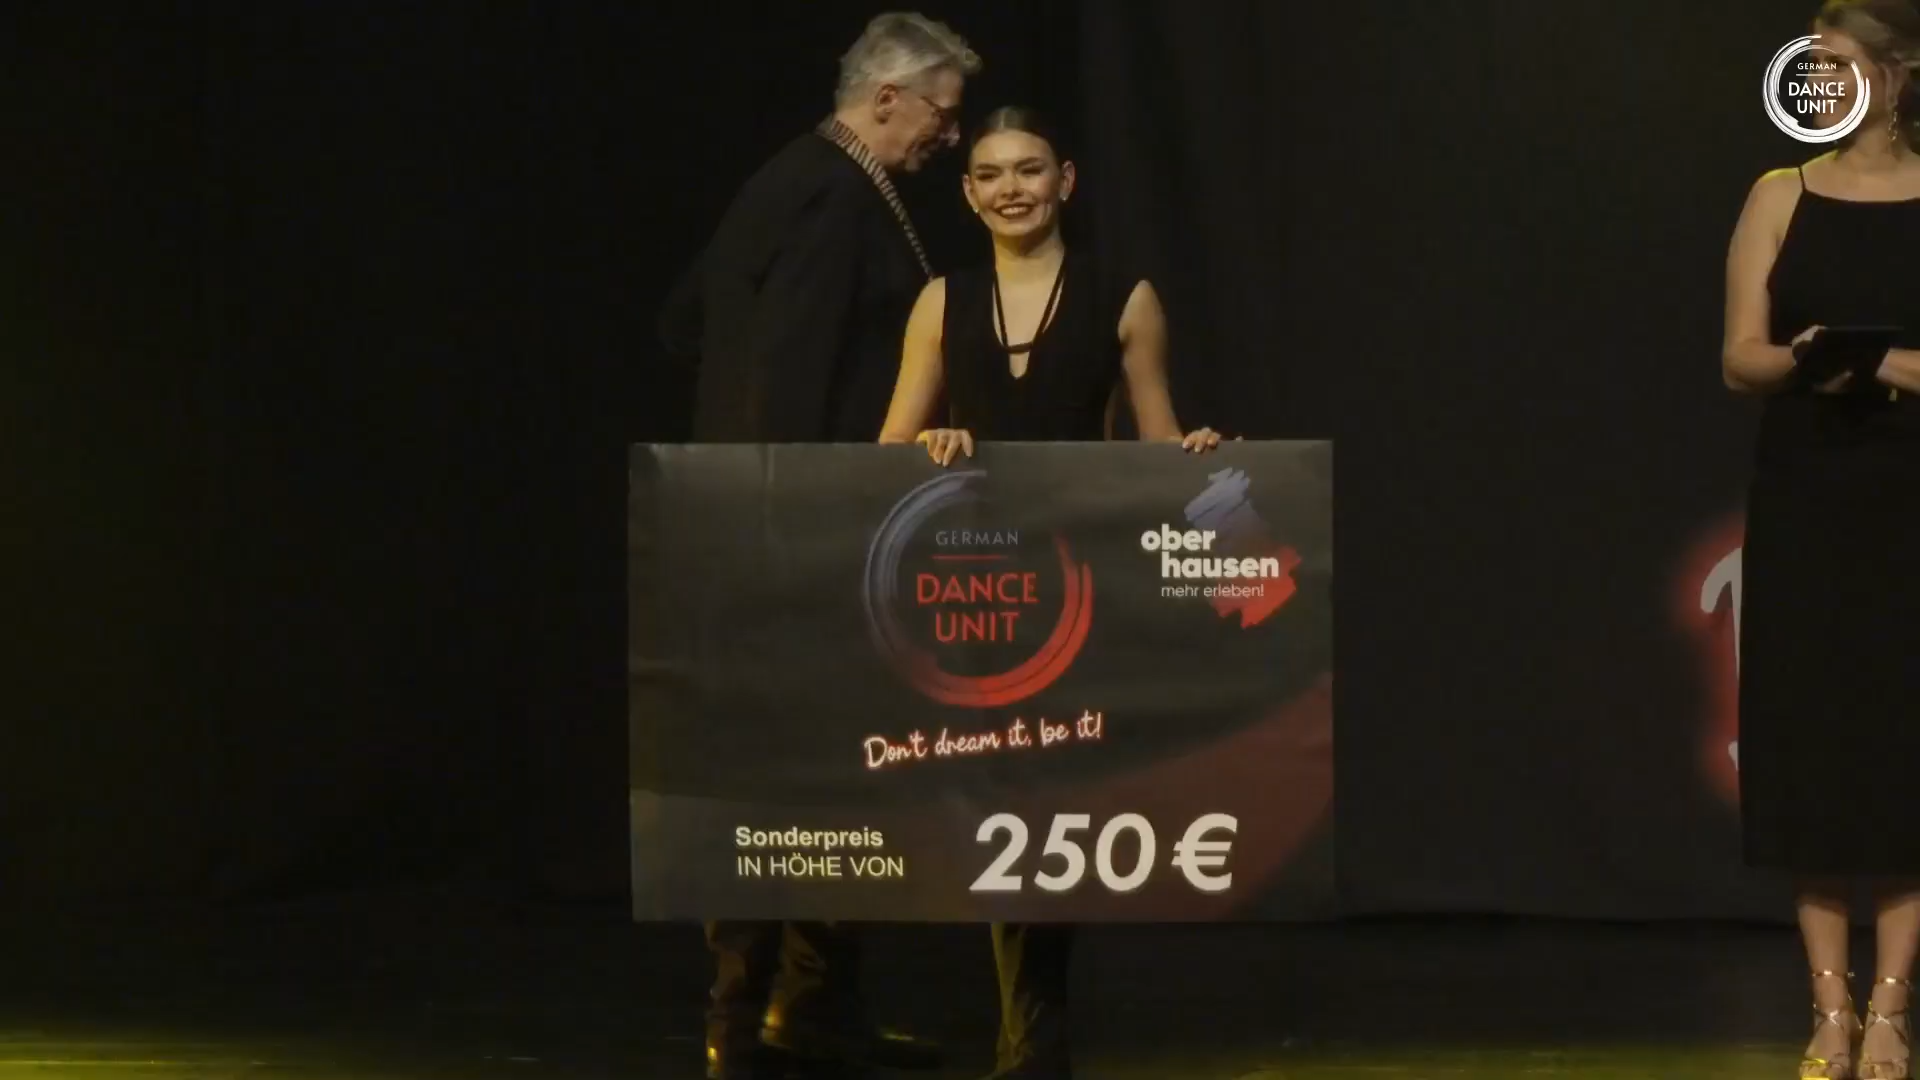 GERMAN
DANCE
UNIT
GERMAN
DANCE
UNIT
ober
hausen
mehr erleben!
Don't dream it, be it!
Sonderpreis
IN HÖHE VON
250 €